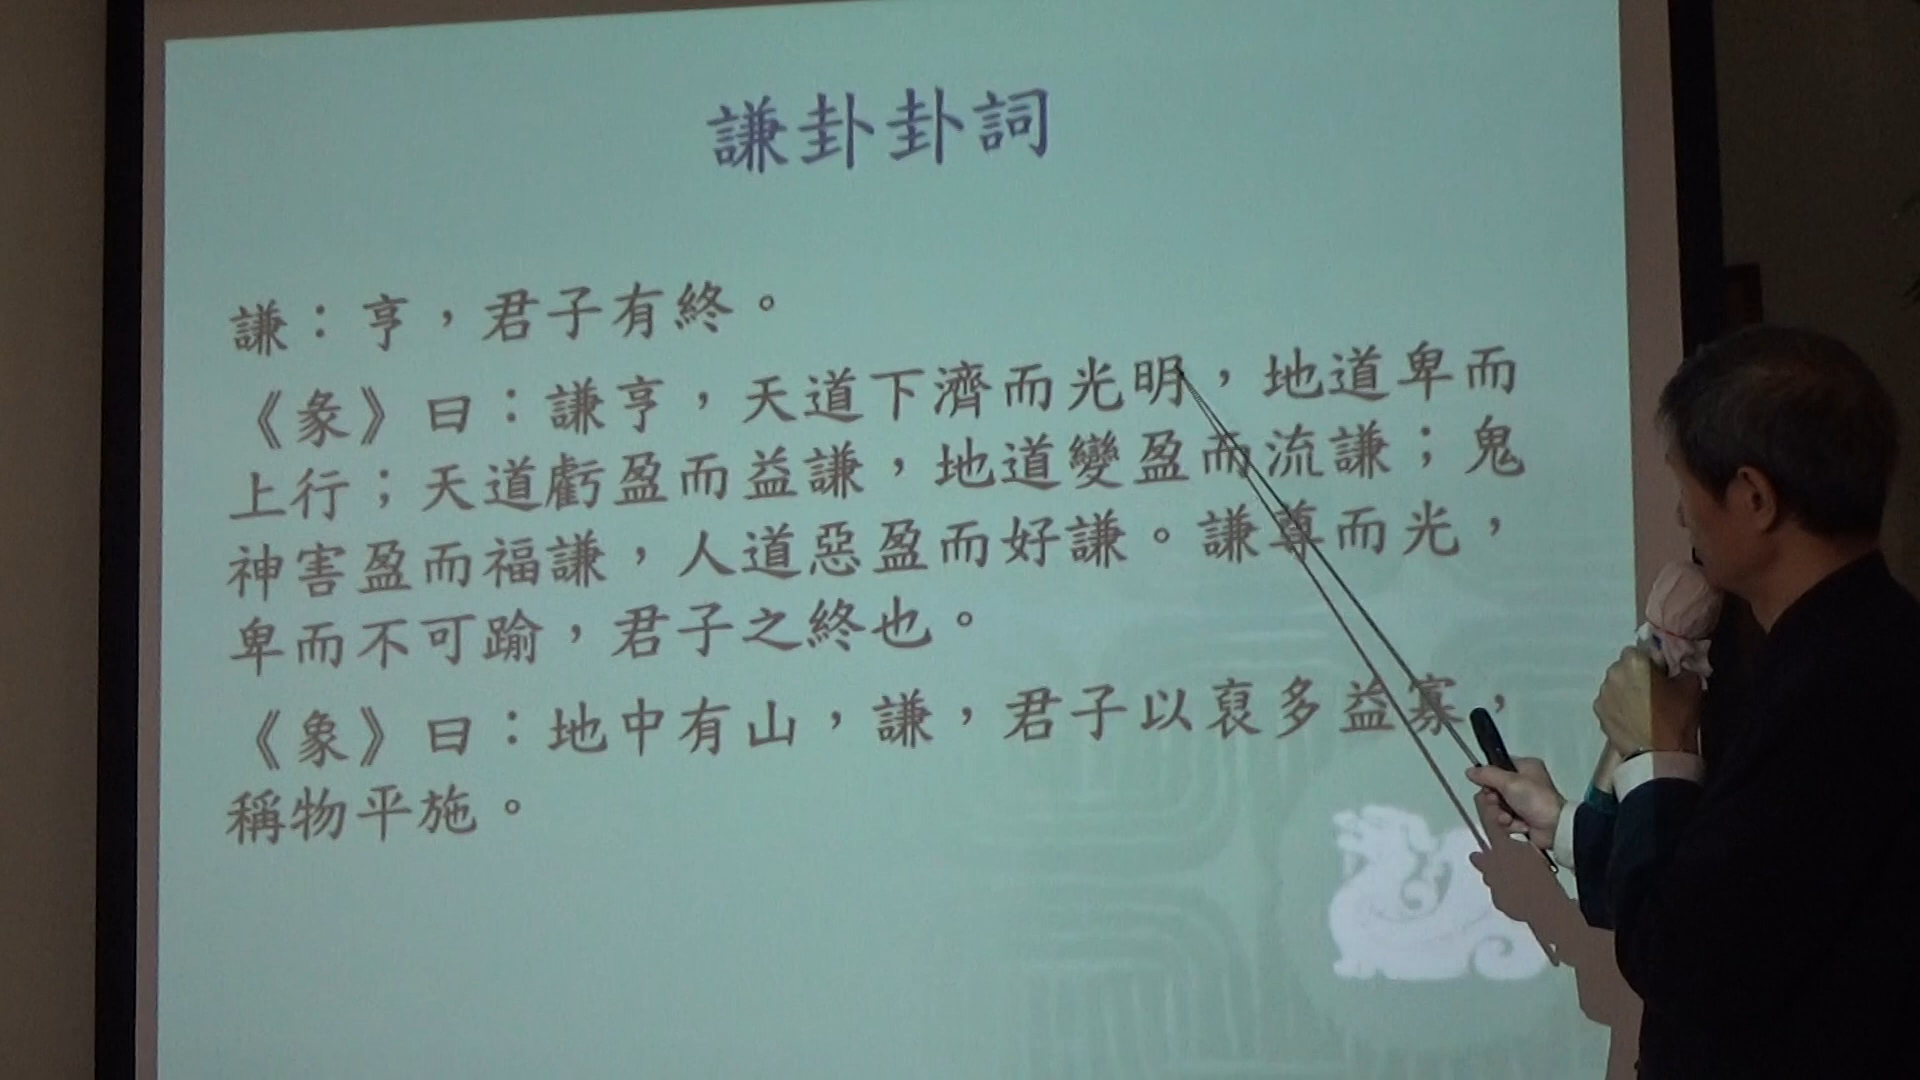 謙卦卦詞
謙：亨，君子有終。
《彖》曰：謙亨，天道下濟而光明，地道卑而
上行；天道虧盈而益謙，地道變盈而流謙；鬼
神害盈而福謙，人道惡盈而好謙。謙尊而光，
卑而不可踰，君子之終也。
《象》曰：地中有山，謙，君子以裒多益寡，
稱物平施。